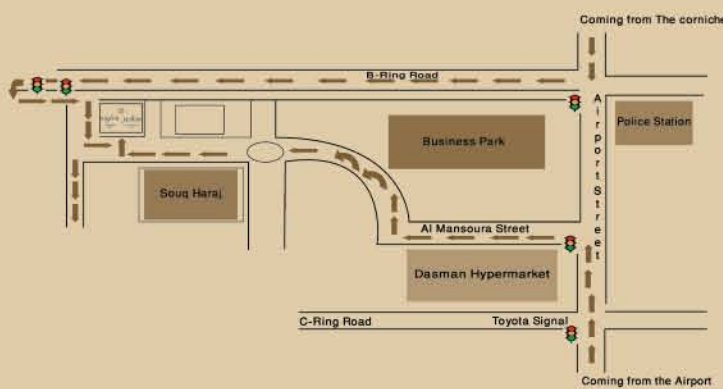 Coming from The corniche
B-Ring Road
Airport Street
Police Station
Business Park
Souq Haraj
Al Mansoura Street
Dasman Hypermarket
C-Ring Road
Toyota Signal
Coming from the Airport